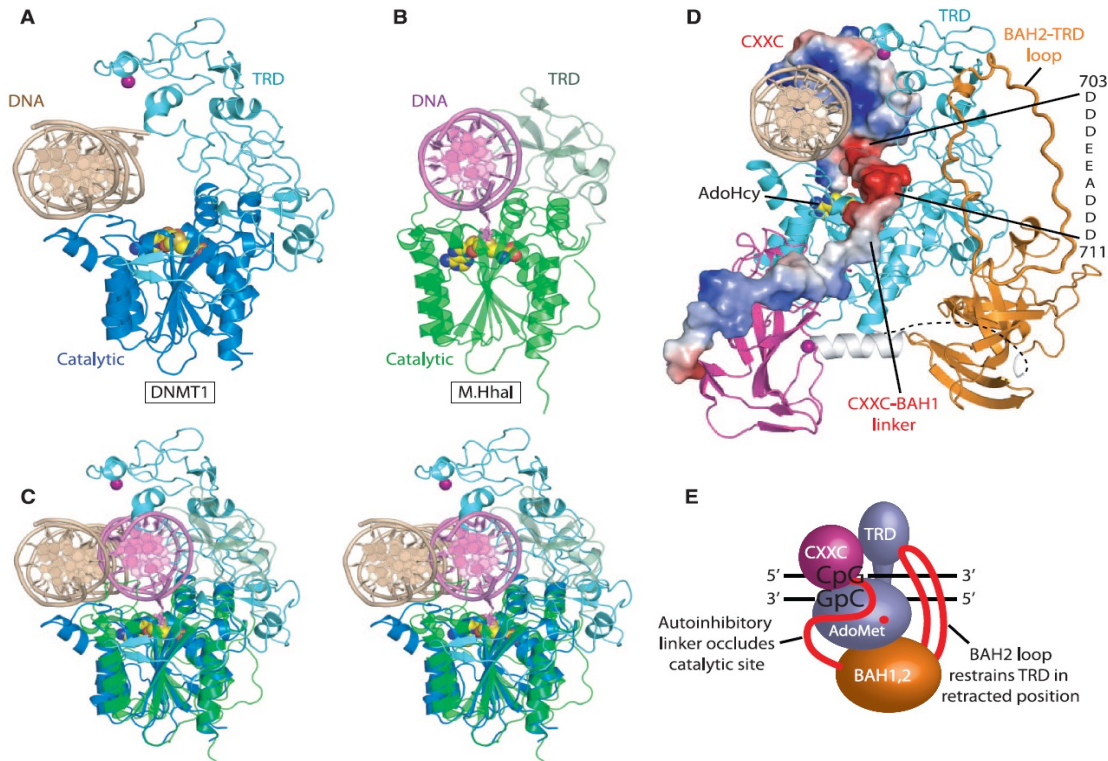 A
DNA
TRD
Catalytic
DNMT1
B
DNA
TRD
Catalytic
M.HhaI
C
D
CXXC
TRD
BAH2-TRD
loop
703
D
D
D
E
E
A
D
D
D
711
AdoHcy
CXXC-BAH1
linker
E
TRD
CXXC
5′ CpG 3′
3′ GpC 5′
AdoMet
Autoinhibitory
linker occludes
catalytic site
BAH1,2
BAH2 loop
restrains TRD in
retracted position